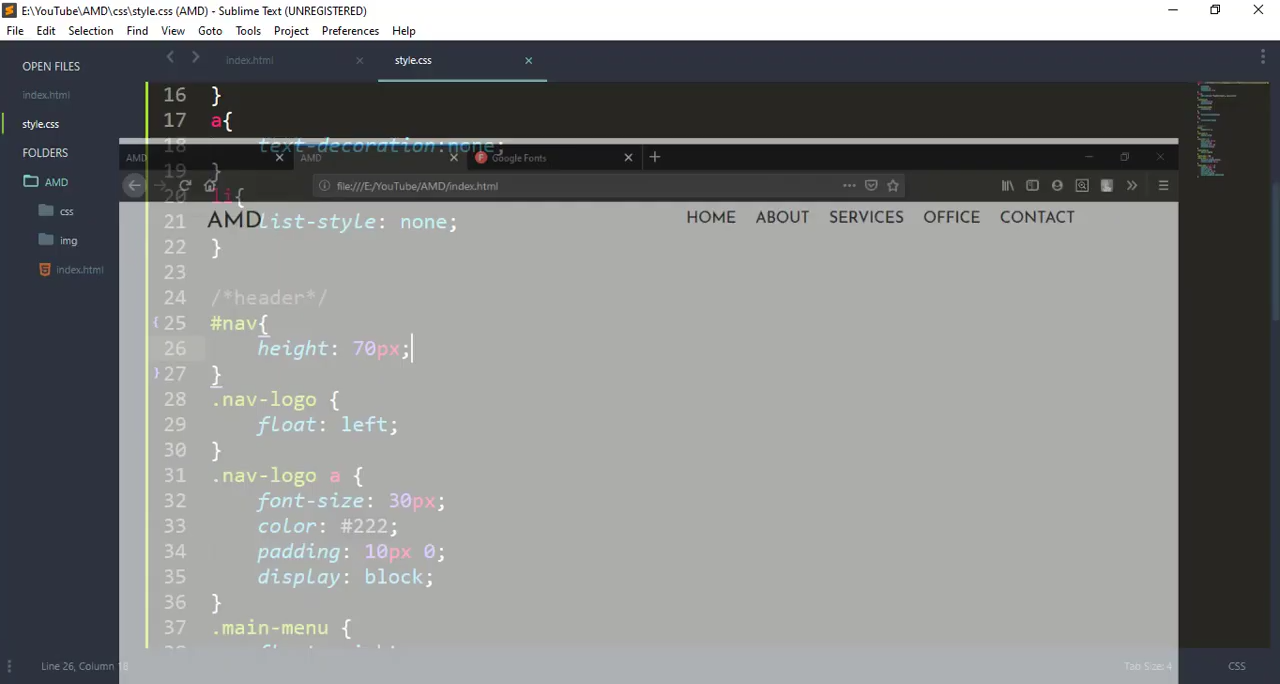 E:\YouTube\AMD\css\style.css (AMD) - Sublime Text (UNREGISTERED)
File Edit Selection Find View Goto Tools Project Preferences Help
OPEN FILES
index.html
style.css
FOLDERS
AMD
css
img
index.html
index.html
style.css
16 }
17 a{
18 text-decoration:none;
19 }
20 li{
21 list-style: none;
22 }
23
24 /*header*/
25 #nav{
26 height: 70px;
27 }
28 .nav-logo {
29 float: left;
30 }
31 .nav-logo a {
32 font-size: 30px;
33 color: #222;
34 padding: 10px 0;
35 display: block;
36 }
37 .main-menu {
AMD
AMD
Google Fonts
file:///E:/YouTube/AMD/index.html
AMD
HOME ABOUT SERVICES OFFICE CONTACT
Line 26, Column 18
Tab Size: 4
CSS